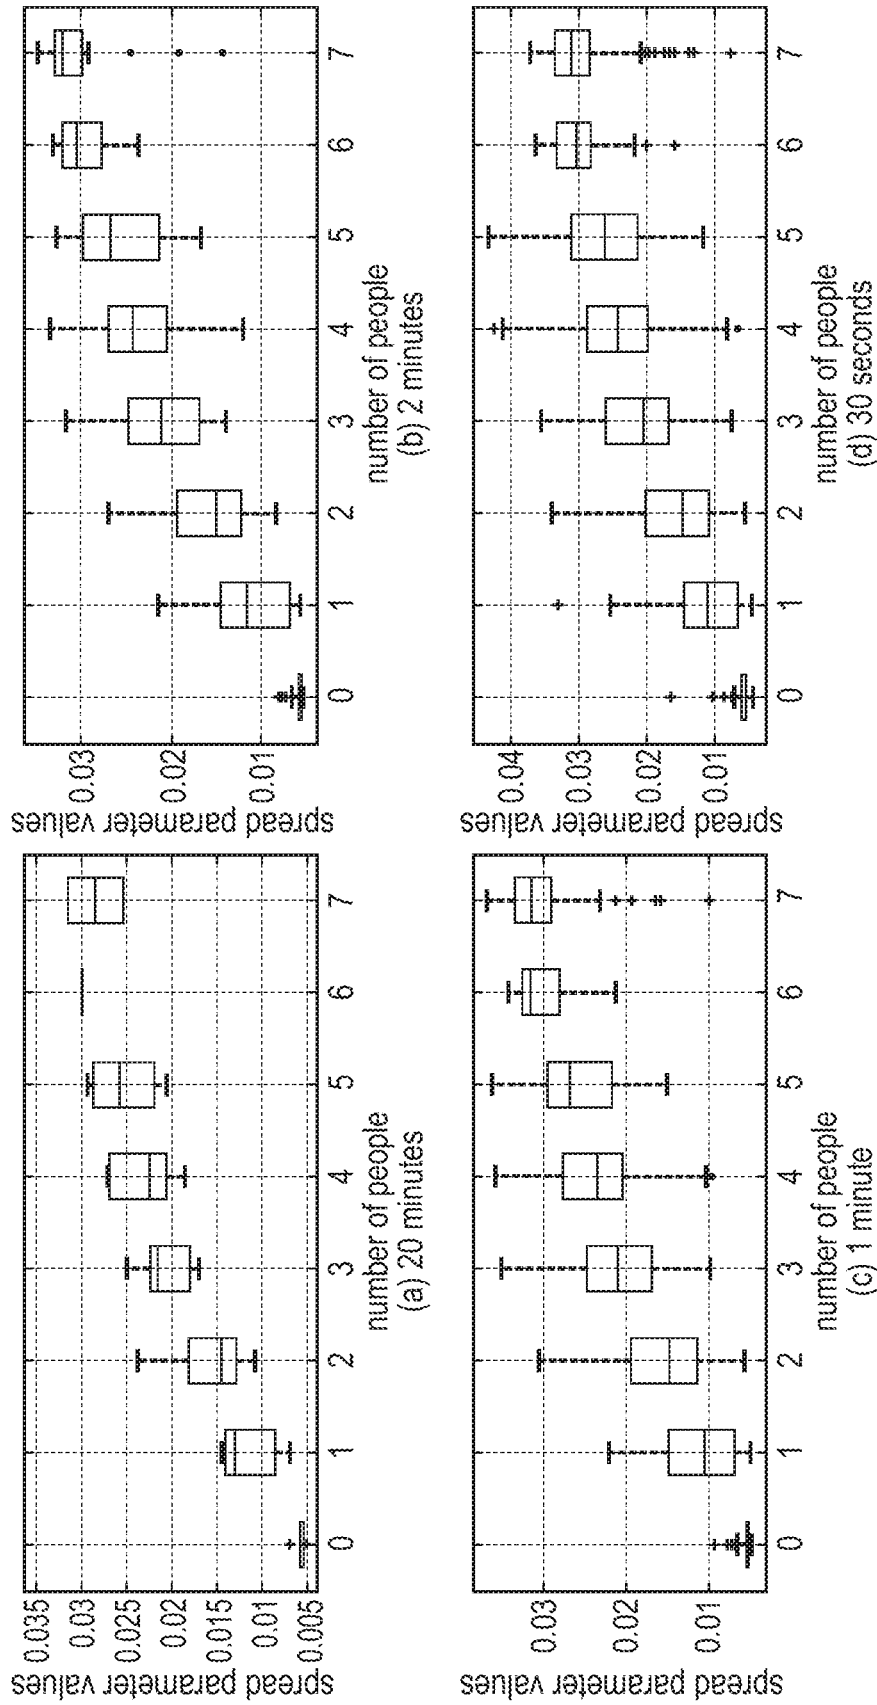 spread parameter values
0.035
0.03
0.025
0.02
0.015
0.01
0.005
0 1 2 3 4 5 6 7
number of people
(a) 20 minutes
spread parameter values
0.03
0.02
0.01
0 1 2 3 4 5 6 7
number of people
(b) 2 minutes
spread parameter values
0.03
0.02
0.01
0 1 2 3 4 5 6 7
number of people
(c) 1 minute
spread parameter values
0.04
0.03
0.02
0.01
0 1 2 3 4 5 6 7
number of people
(d) 30 seconds